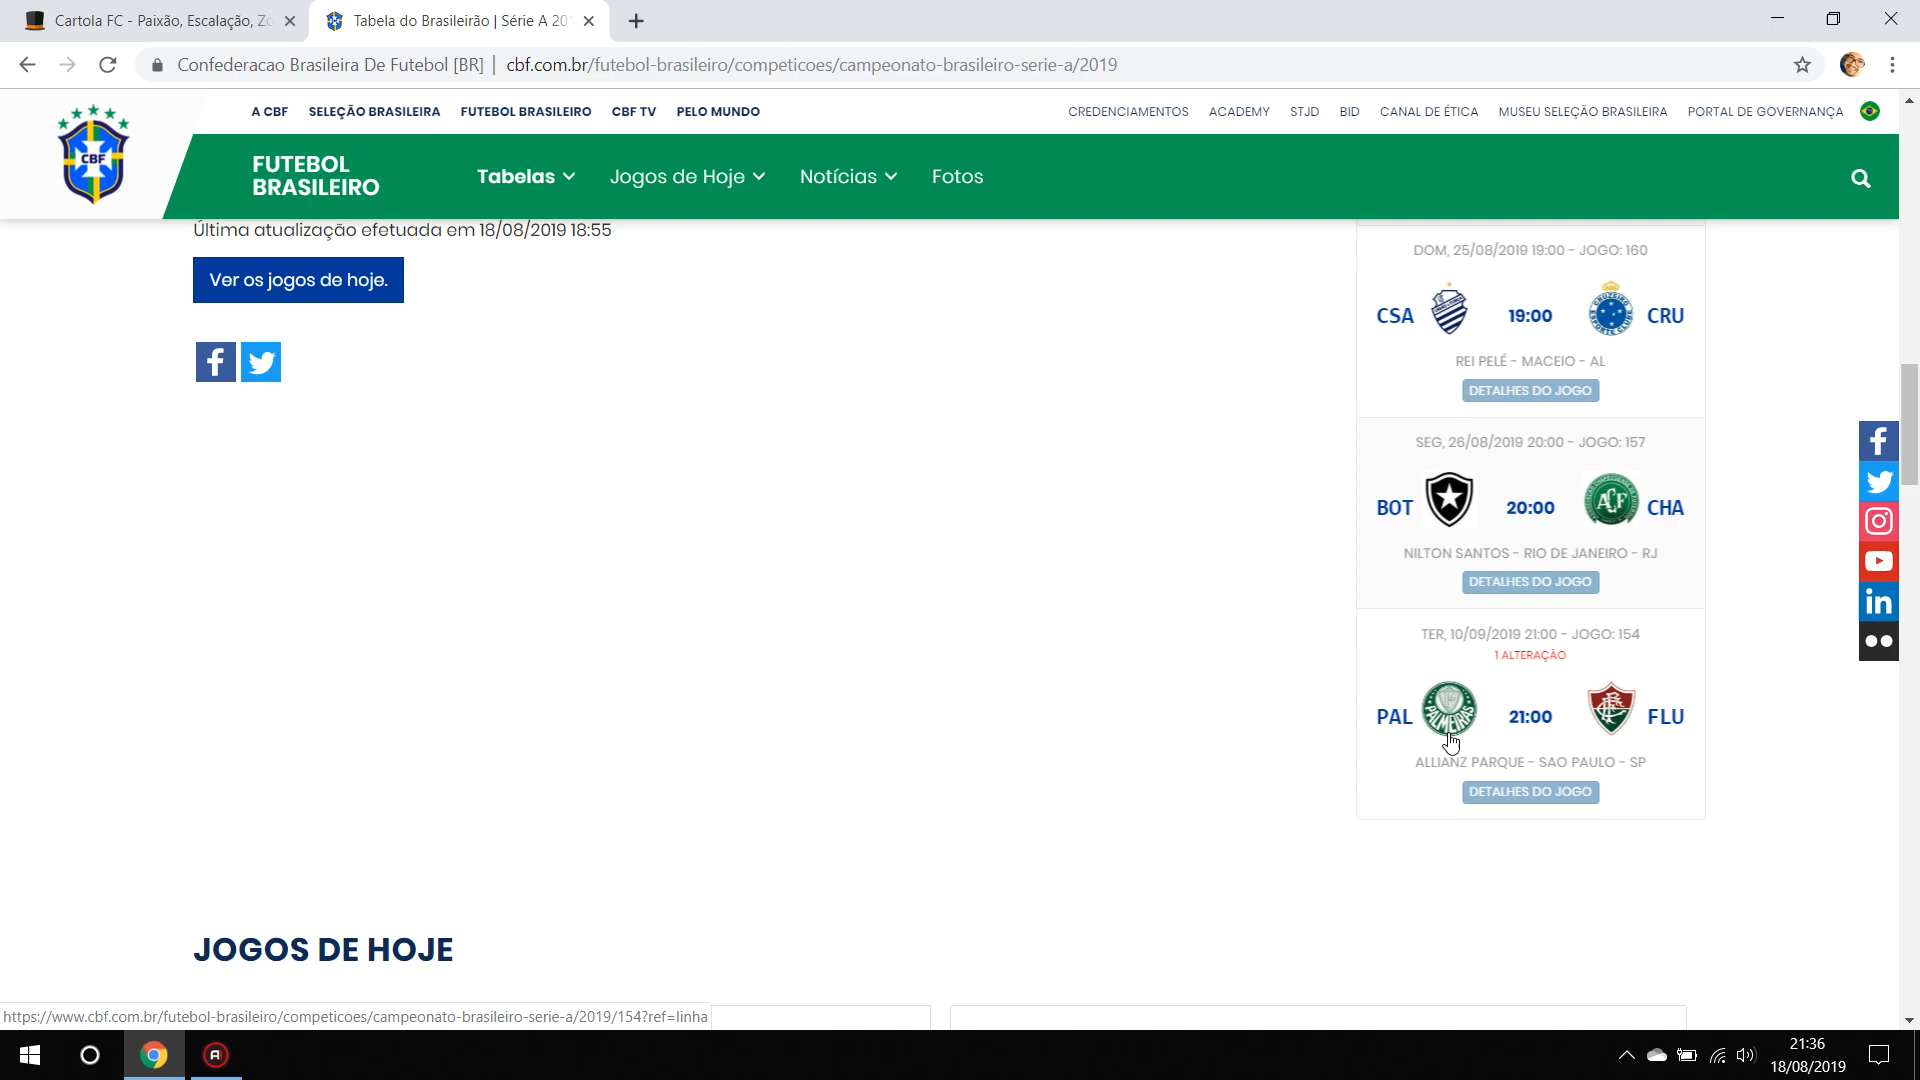 Cartola FC - Paixão, Escalação, Zo
Tabela do Brasileirão | Série A 20
Confederacao Brasileira De Futebol [BR] | cbf.com.br/futebol-brasileiro/competicoes/campeonato-brasileiro-serie-a/2019
A CBF SELEÇÃO BRASILEIRA FUTEBOL BRASILEIRO CBF TV PELO MUNDO CREDENCIAMENTOS ACADEMY STJD BID CANAL DE ÉTICA MUSEU SELEÇÃO BRASILEIRA PORTAL DE GOVERNANÇA
CBF
FUTEBOL
BRASILEIRO
Tabelas Jogos de Hoje Notícias Fotos
Última atualização efetuada em 18/08/2019 18:55
Ver os jogos de hoje.
DOM, 25/08/2019 19:00 - JOGO: 160
CSA 19:00 CRU
REI PELÉ - MACEIO - AL
DETALHES DO JOGO
SEG, 26/08/2019 20:00 - JOGO: 157
BOT 20:00 CHA
NILTON SANTOS - RIO DE JANEIRO - RJ
DETALHES DO JOGO
TER, 10/09/2019 21:00 - JOGO: 154
1 ALTERAÇÃO
PAL PALMEIRAS 21:00 FLU
ALLIANZ PARQUE - SAO PAULO - SP
DETALHES DO JOGO
JOGOS DE HOJE
https://www.cbf.com.br/futebol-brasileiro/competicoes/campeonato-brasileiro-serie-a/2019/154?ref=linha
21:36
18/08/2019